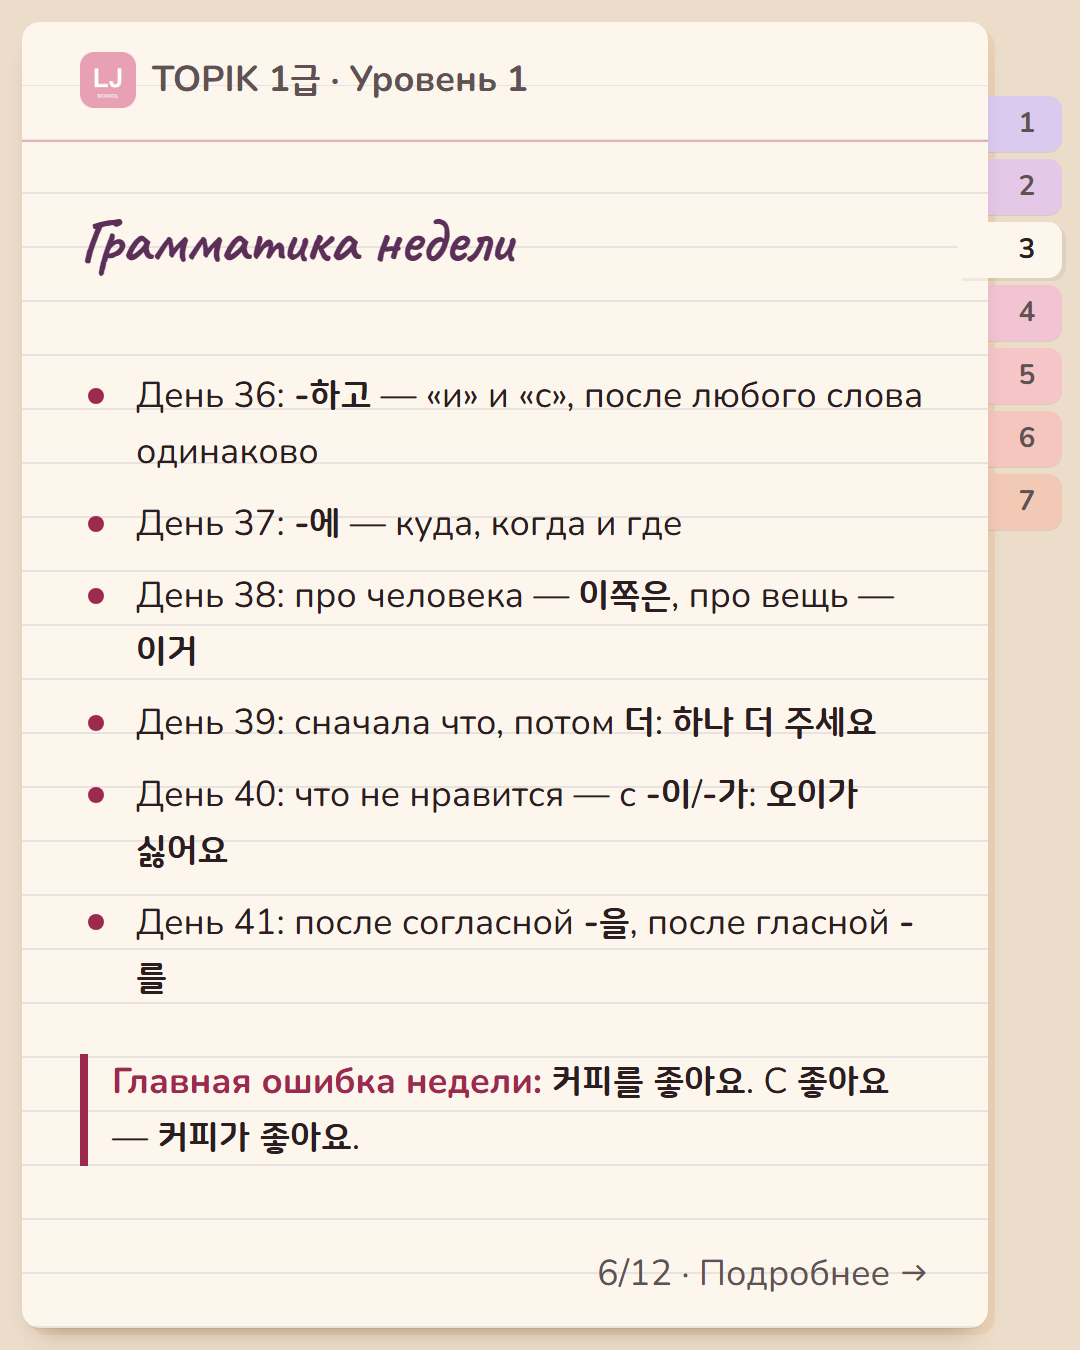 LJ
SCHOOL
TOPIK 1급 · Уровень 1
1
2
3
4
5
6
7
Грамматика недели
День 36: -하고 — «и» и «с», после любого слова
одинаково
День 37: -에 — куда, когда и где
День 38: про человека — 이쪽은, про вещь —
이거
День 39: сначала что, потом 더: 하나 더 주세요
День 40: что не нравится — с -이/-가: 오이가
싫어요
День 41: после согласной -을, после гласной -
를
Главная ошибка недели: 커피를 좋아요. С 좋아요
— 커피가 좋아요.
6/12 · Подробнее →